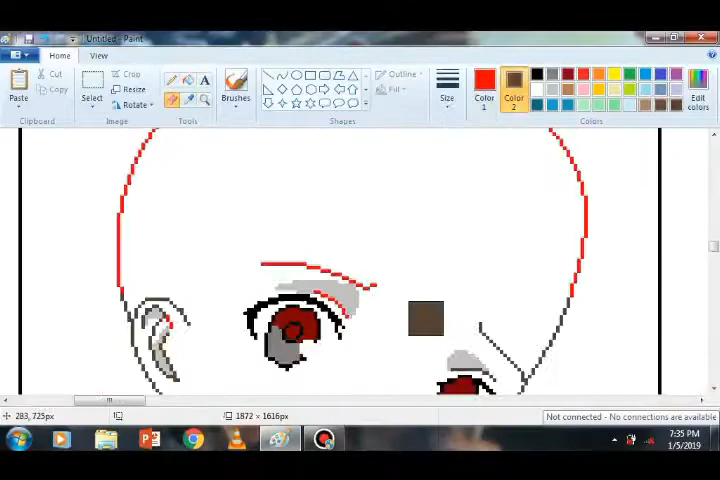 Untitled - Paint
Home
View
Paste
Cut
Copy
Clipboard
Select
Crop
Resize
Rotate
Image
A
Tools
Brushes
Shapes
Outline
Fill
Size
Color
1
Color
2
Colors
Edit
colors
283, 725px
1872 × 1616px
Not connected - No connections are available
7:35 PM
1/5/2019